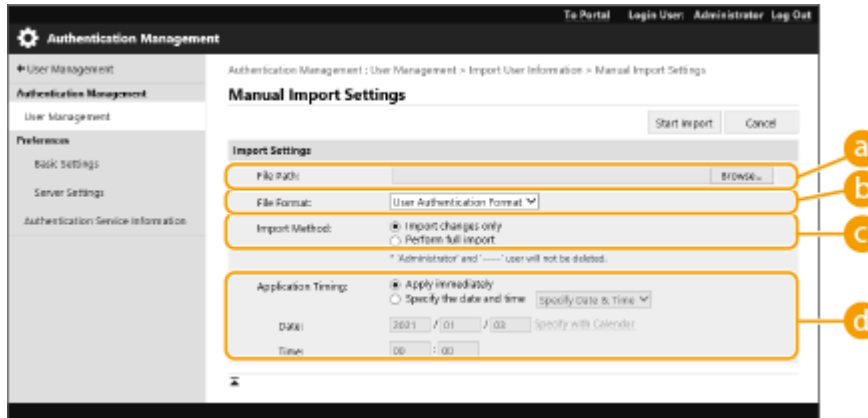 To Portal Login User: Administrator Log Out
Authentication Management
User Management
Authentication Management : User Management > Import User Information > Manual Import Settings
Authentication Management
User Management
Preferences
Basic Settings
Server Settings
Authentication Service Information
Manual Import Settings
Start Import Cancel
Import Settings
File Path: Browse... a
File Format: User Authentication Format b
Import Method: Import changes only c
Perform full import
* 'Administrator' and '------' user will not be deleted.
Application Timing: Apply immediately
Specify the date and time Specify Date & Time
d
Date: 2021 / 01 / 03 Specify with Calendar
Time: 00 : 00